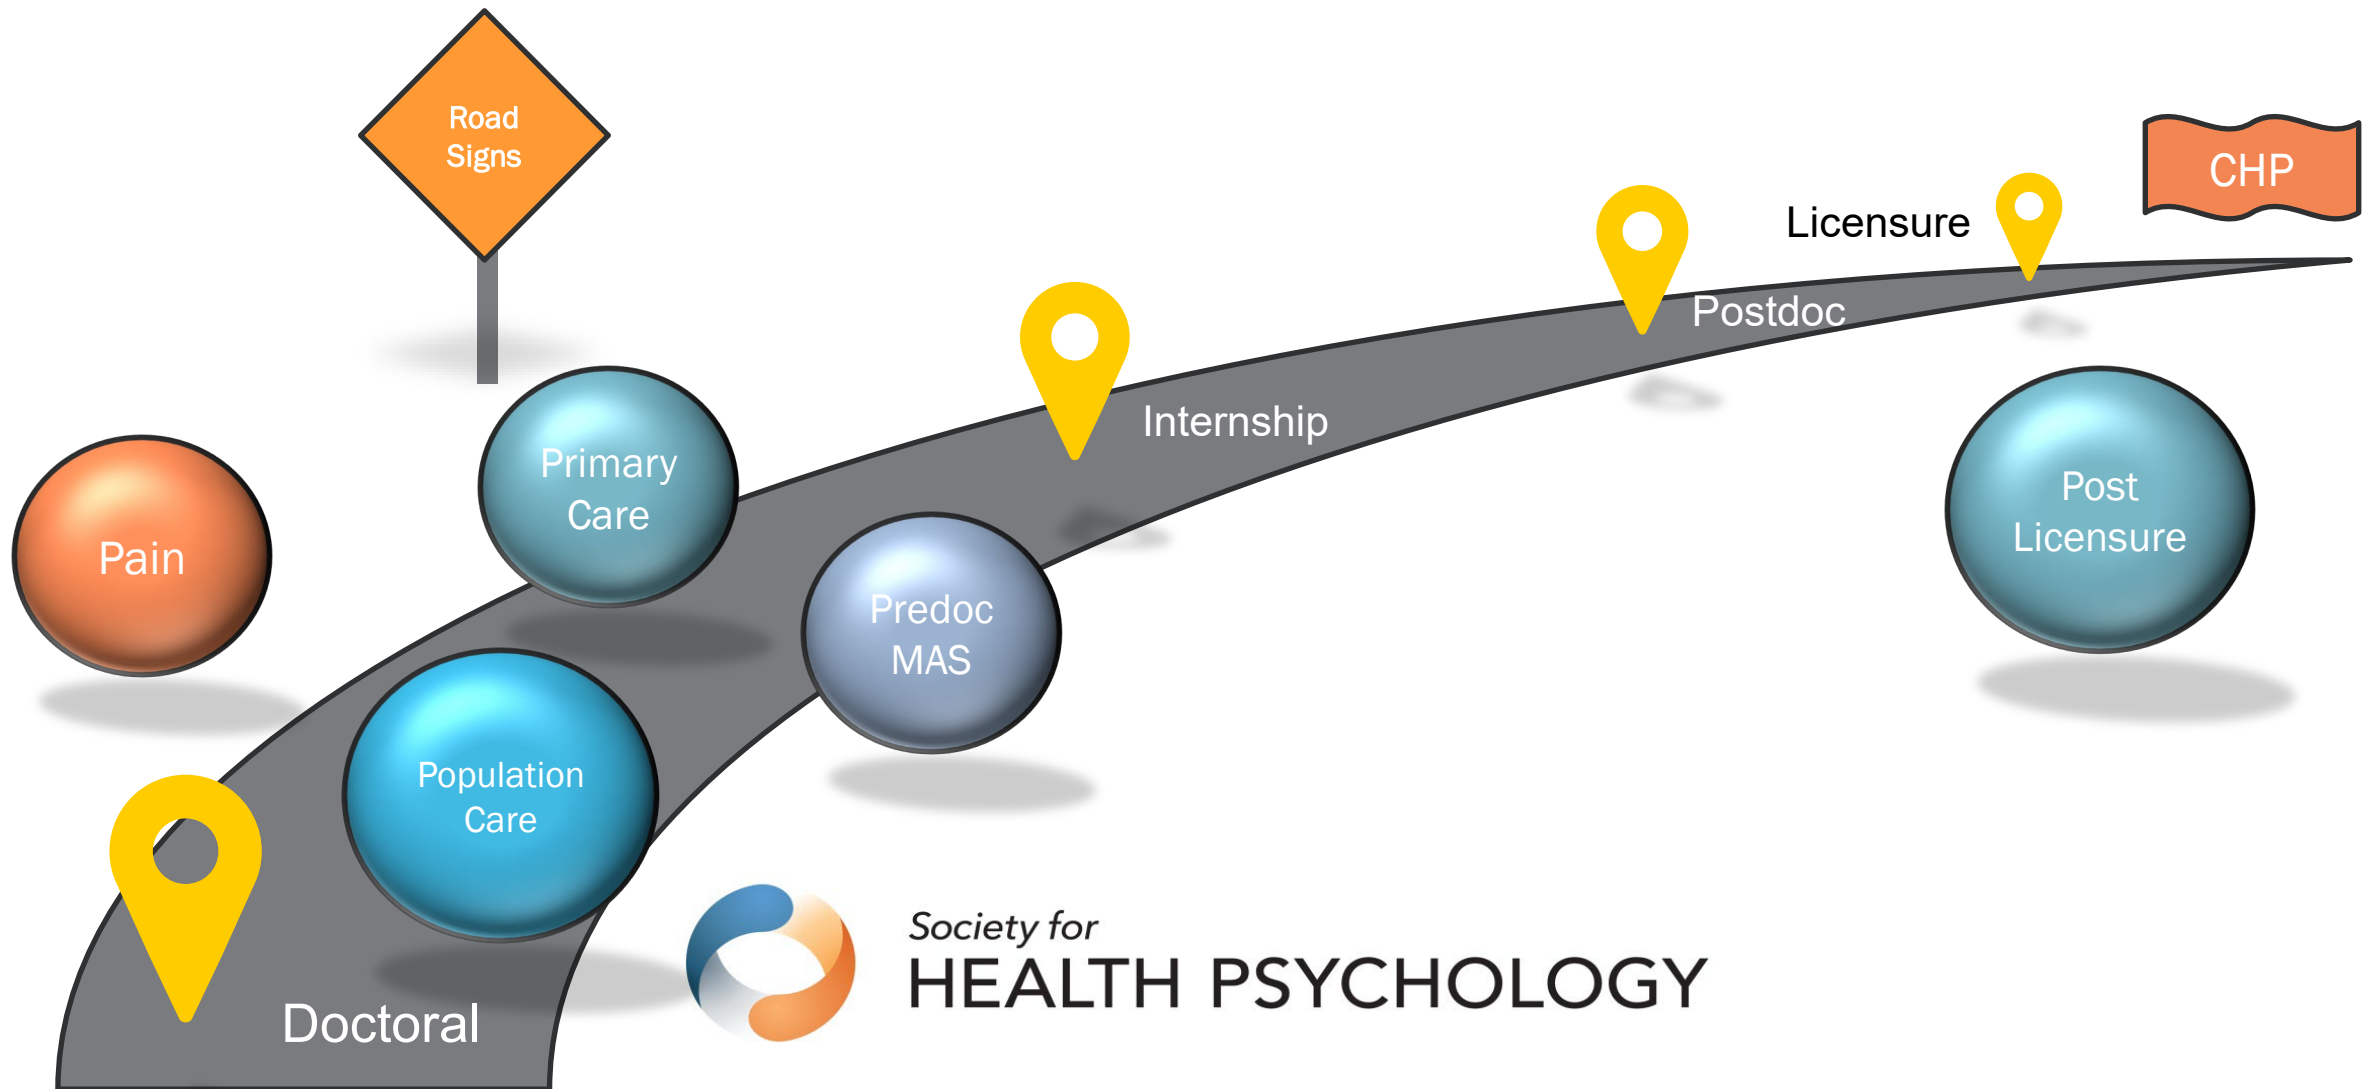 Road
Signs
CHP
Licensure
Postdoc
Internship
Primary
Care
Pain
Post
Licensure
Predoc
MAS
Population
Care
Doctoral
Society for
HEALTH PSYCHOLOGY